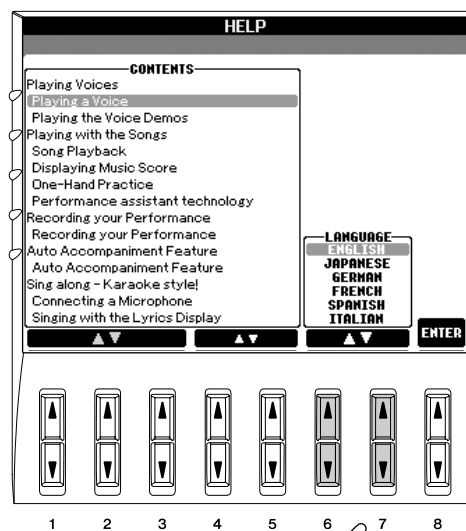 HELP
CONTENTS
Playing Voices
Playing a Voice
Playing the Voice Demos
Playing with the Songs
Song Playback
Displaying Music Score
One-Hand Practice
Performance assistant technology
Recording your Performance
Recording your Performance
Auto Accompaniment Feature
Auto Accompaniment Feature
Sing along - Karaoke style!
Connecting a Microphone
Singing with the Lyrics Display
LANGUAGE
ENGLISH
JAPANESE
GERMAN
FRENCH
SPANISH
ITALIAN
ENTER
1 2 3 4 5 6 7 8